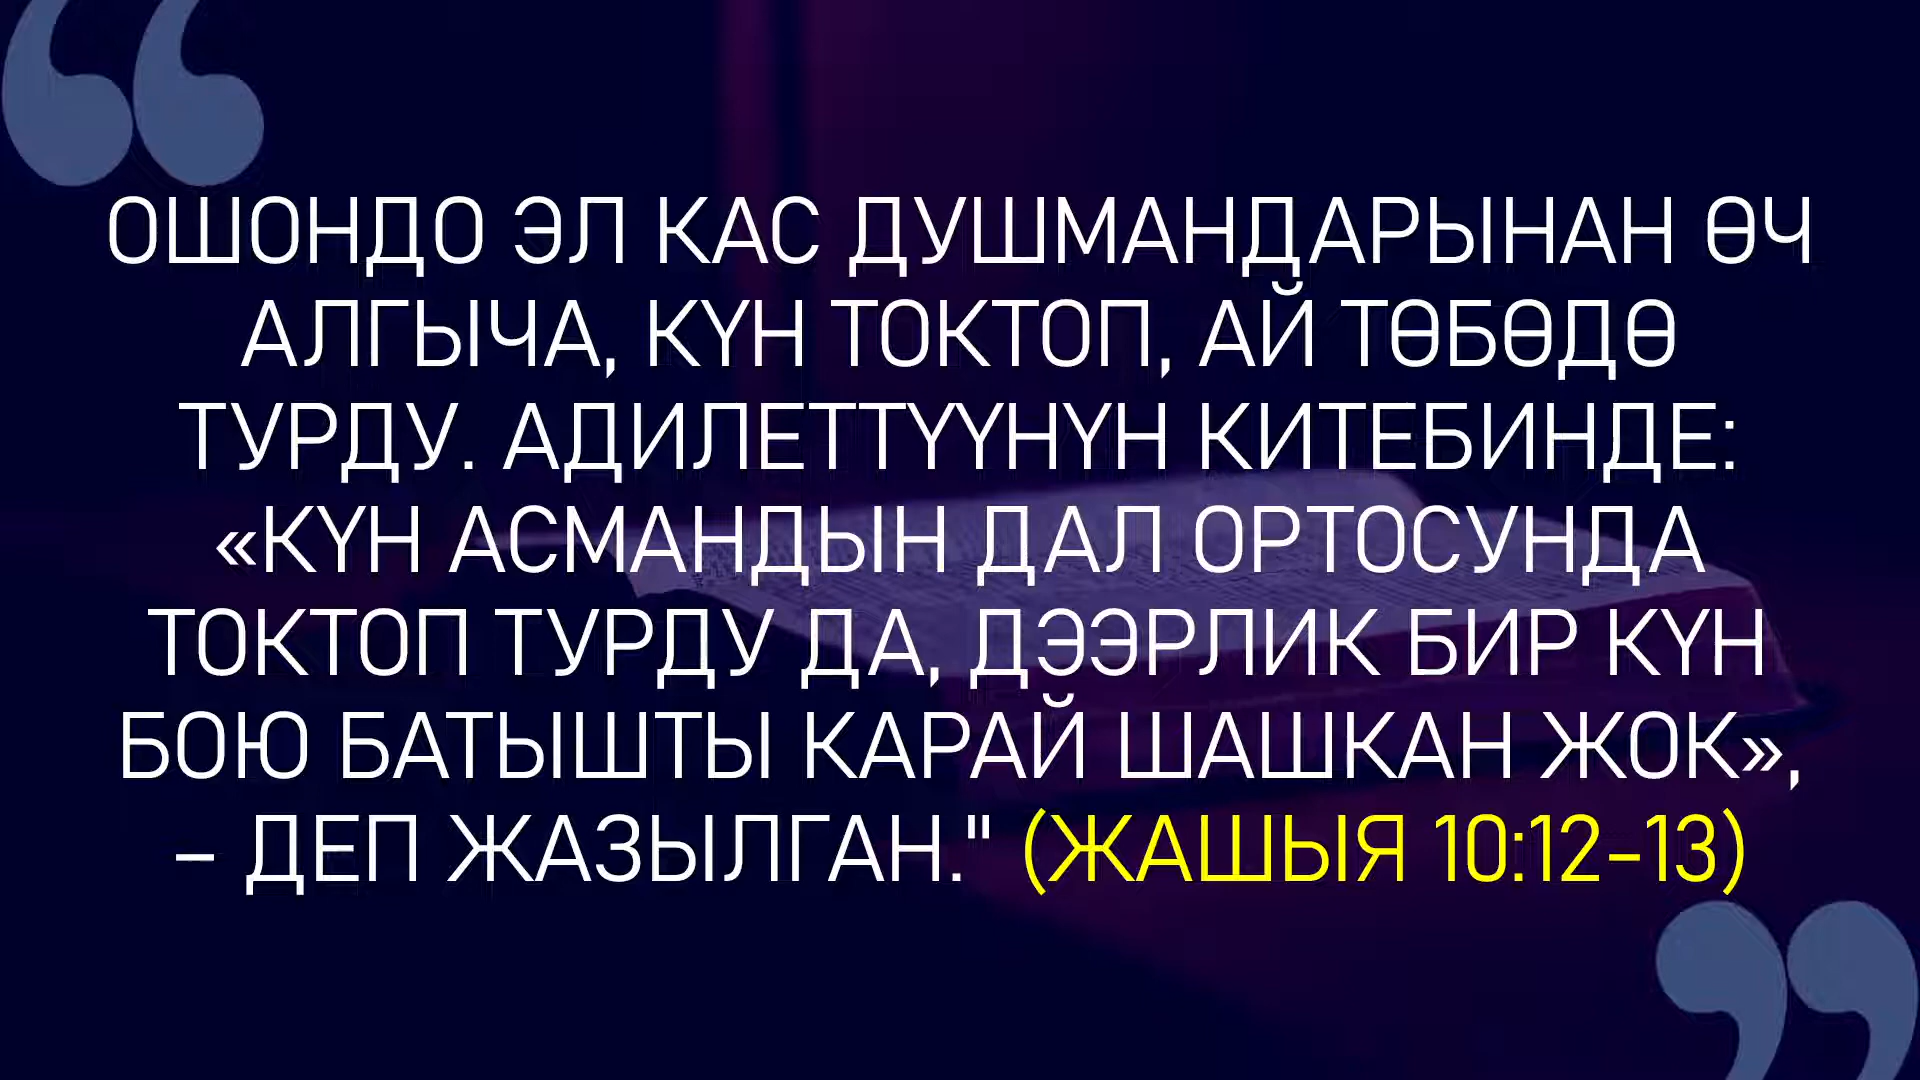 ОШОНДО ЭЛ КАС ДУШМАНДАРЫНАН ӨЧ
АЛГЫЧА, КҮН ТОКТОП, АЙ ТӨБӨДӨ
ТУРДУ. АДИЛЕТТҮҮНҮН КИТЕБИНДЕ:
«КҮН АСМАНДЫН ДАЛ ОРТОСУНДА
ТОКТОП ТУРДУ ДА, ДЭЭРЛИК БИР КҮН
БОЮ БАТЫШТЫ КАРАЙ ШАШКАН ЖОК»,
– ДЕП ЖАЗЫЛГАН." (ЖАШЫЯ 10:12-13)